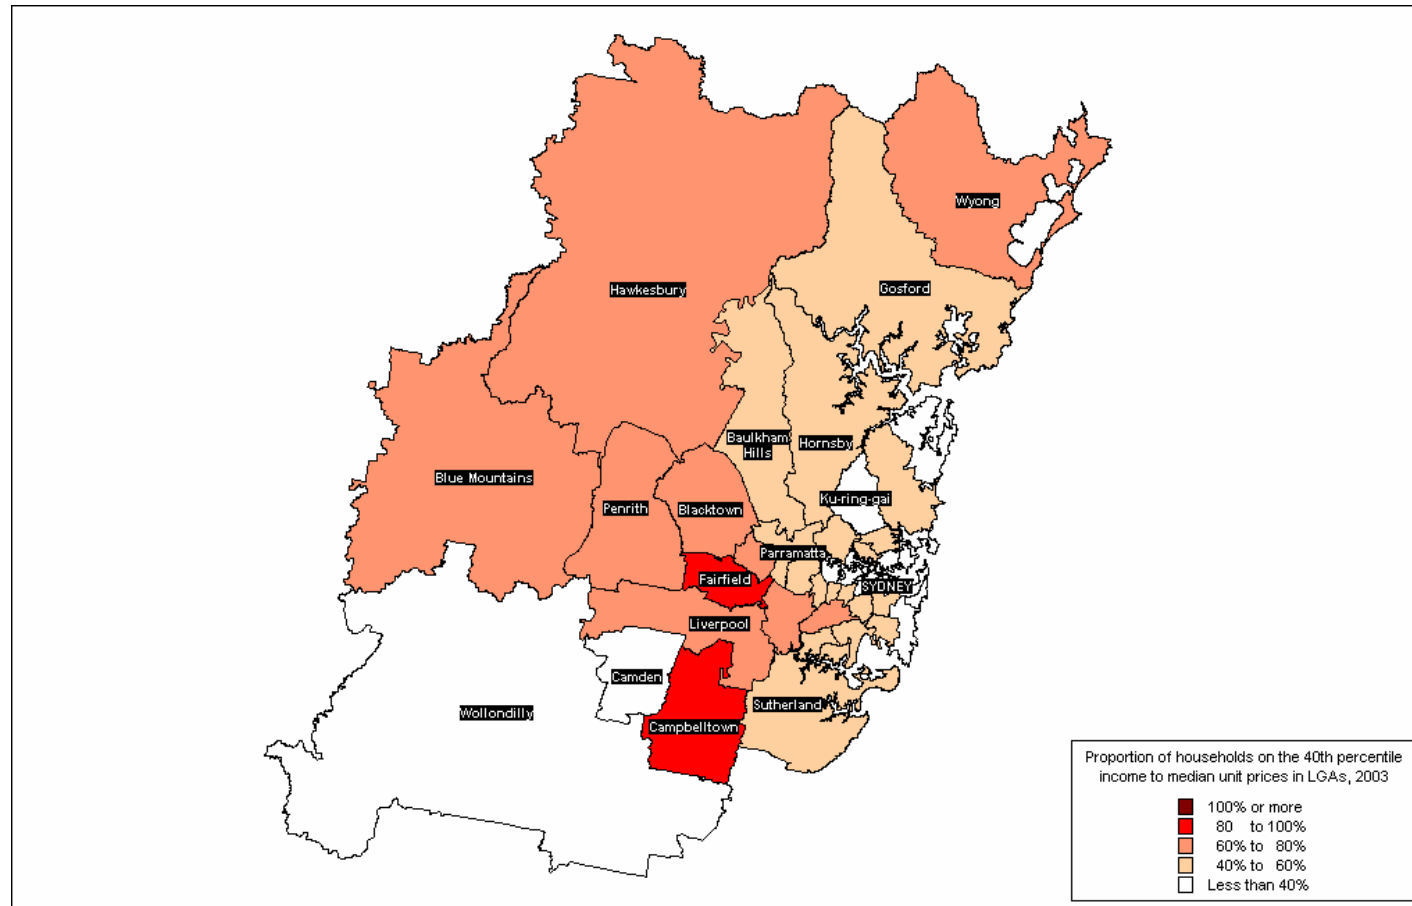 Wyong
Gosford
Hawkesbury
Baulkham
Hills
Hornsby
Blue Mountains
Ku-ring-gai
Penrith
Blacktown
Parramatta
Fairfield
SYDNEY
Liverpool
Camden
Sutherland
Wollondilly
Campbelltown
Proportion of households on the 40th percentile
income to median unit prices in LGAs, 2003
100% or more
80 to 100%
60% to 80%
40% to 60%
Less than 40%